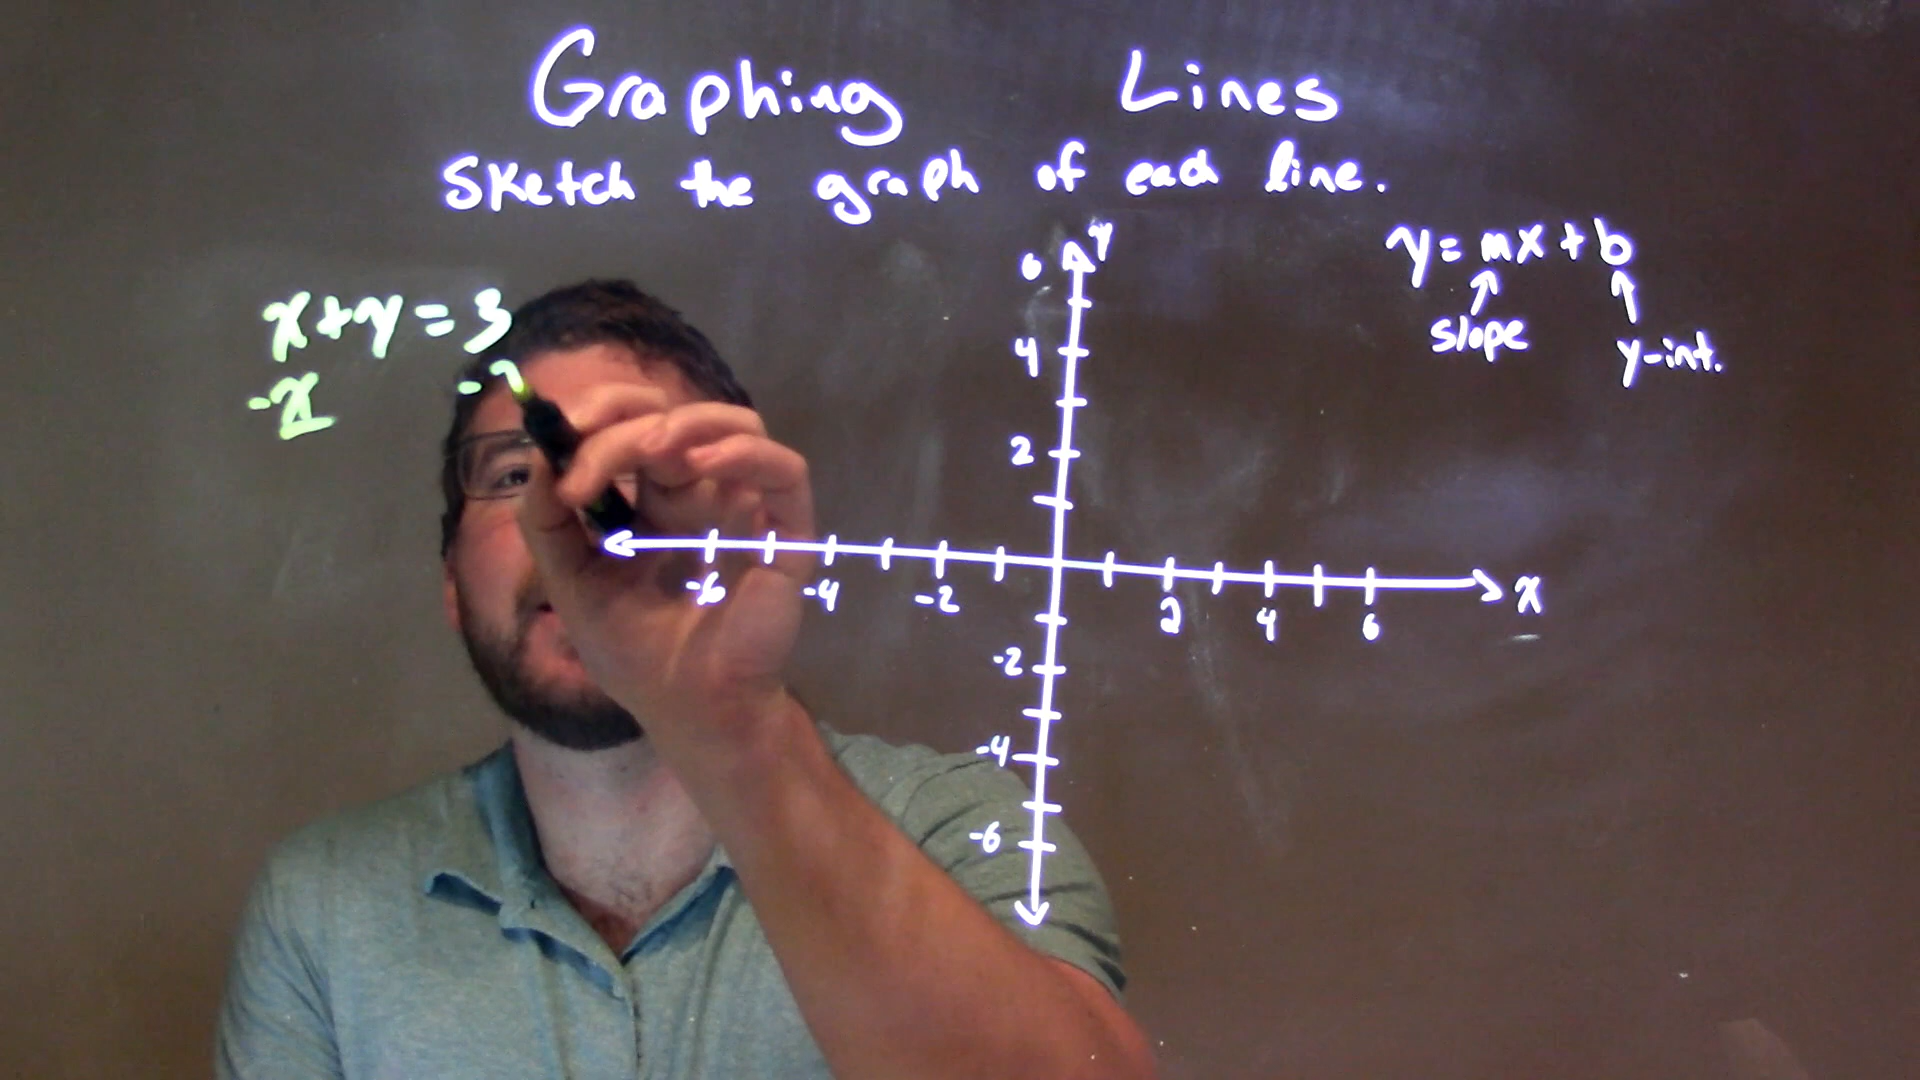 Graphing Lines
Sketch the graph of each line.
y = mx + b
slope
y-int.
x + y = 3
-x -
y
6
4
2
-6 -4 -2 2 4 6 x
-2
-4
-6